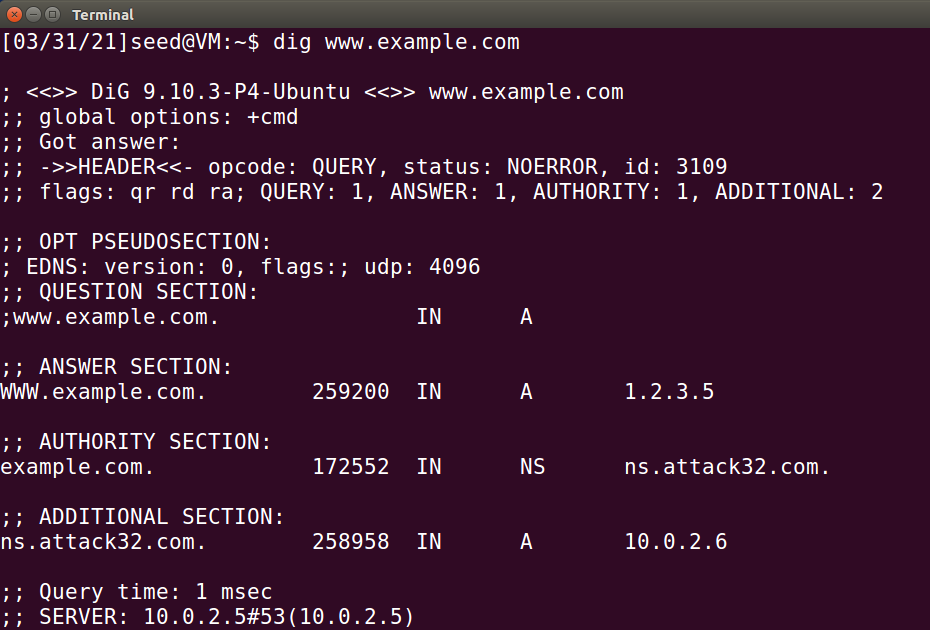 Terminal
[03/31/21]seed@VM:~$ dig www.example.com
; <<>> DiG 9.10.3-P4-Ubuntu <<>> www.example.com
;; global options: +cmd
;; Got answer:
;; ->>HEADER<<- opcode: QUERY, status: NOERROR, id: 3109
;; flags: qr rd ra; QUERY: 1, ANSWER: 1, AUTHORITY: 1, ADDITIONAL: 2
;; OPT PSEUDOSECTION:
; EDNS: version: 0, flags:; udp: 4096
;; QUESTION SECTION:
;www.example.com. IN A
;; ANSWER SECTION:
WWW.example.com. 259200 IN A 1.2.3.5
;; AUTHORITY SECTION:
example.com. 172552 IN NS ns.attack32.com.
;; ADDITIONAL SECTION:
ns.attack32.com. 258958 IN A 10.0.2.6
;; Query time: 1 msec
;; SERVER: 10.0.2.5#53(10.0.2.5)